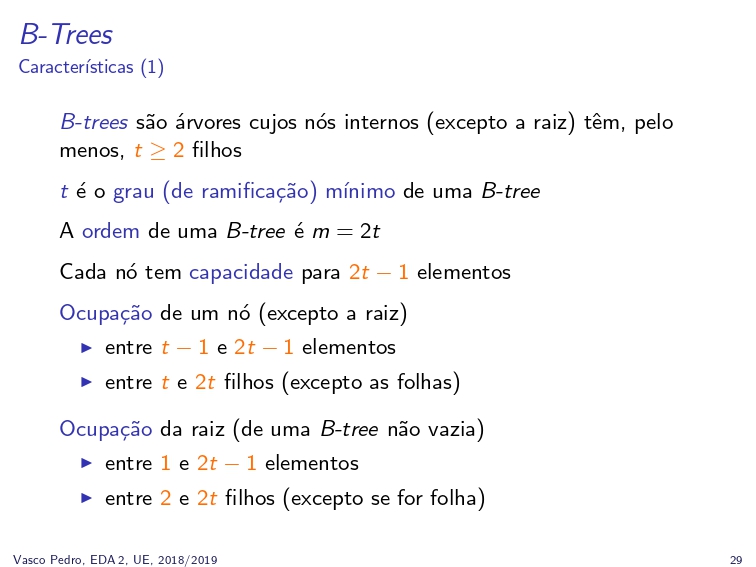 B-Trees
Características (1)
B-trees são árvores cujos nós internos (excepto a raiz) têm, pelo
menos, t ≥ 2 filhos
t é o grau (de ramificação) mínimo de uma B-tree
A ordem de uma B-tree é m = 2t
Cada nó tem capacidade para 2t − 1 elementos
Ocupação de um nó (excepto a raiz)
▶ entre t − 1 e 2t − 1 elementos
▶ entre t e 2t filhos (excepto as folhas)
Ocupação da raiz (de uma B-tree não vazia)
▶ entre 1 e 2t − 1 elementos
▶ entre 2 e 2t filhos (excepto se for folha)
Vasco Pedro, EDA 2, UE, 2018/2019 29